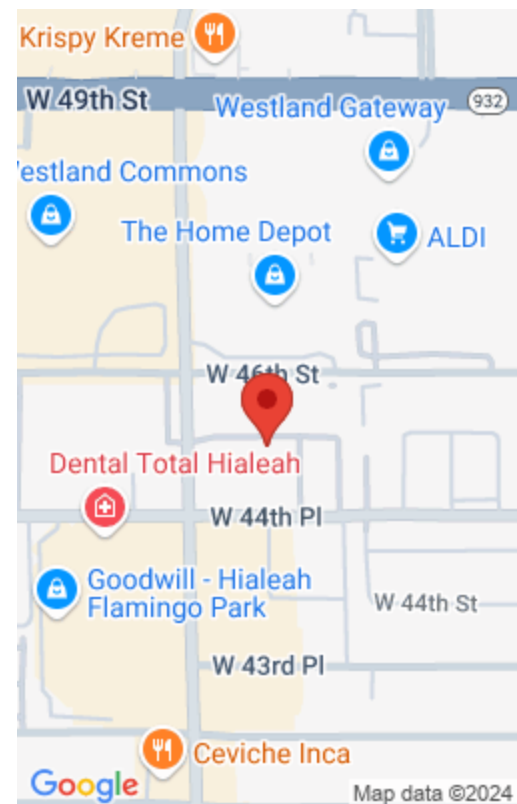 Krispy Kreme
W 49th St
932
Westland Gateway
estland Commons
The Home Depot
ALDI
W 46th St
Dental Total Hialeah
W 44th Pl
Goodwill - Hialeah
Flamingo Park
W 44th St
W 43rd Pl
Ceviche Inca
Google
Map data ©2024